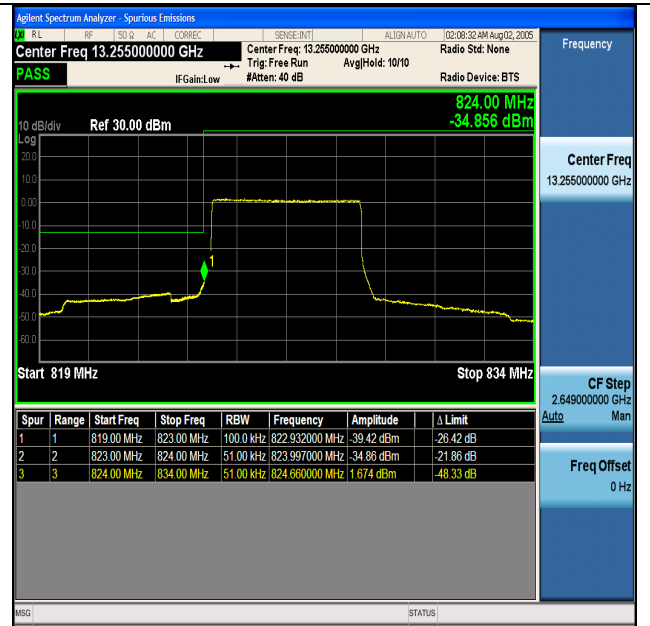 Agilent Spectrum Analyzer - Spurious Emissions
LXI RL RF 50 Ω AC CORREC SENSE:INT ALIGN AUTO 02:08:32 AM Aug 02, 2005
Center Freq 13.255000000 GHz
Center Freq: 13.255000000 GHz
Radio Std: None
Trig: Free Run Avg|Hold: 10/10
PASS
IFGain:Low
#Atten: 40 dB
Radio Device: BTS
824.00 MHz
-34.856 dBm
10 dB/div Ref 30.00 dBm
Log
20.0
10.0
0.00
-10.0
-20.0
-30.0
-40.0
-50.0
-60.0
1
Start 819 MHz Stop 834 MHz
Spur Range Start Freq Stop Freq RBW Frequency Amplitude Δ Limit
1 1 819.00 MHz 823.00 MHz 100.0 kHz 822.932000 MHz -39.42 dBm -26.42 dB
2 2 823.00 MHz 824.00 MHz 51.00 kHz 823.997000 MHz -34.86 dBm -21.86 dB
3 3 824.00 MHz 834.00 MHz 51.00 kHz 824.660000 MHz 1.674 dBm -48.33 dB
MSG STATUS
Frequency
Center Freq
13.255000000 GHz
CF Step
2.649000000 GHz
Auto Man
Freq Offset
0 Hz